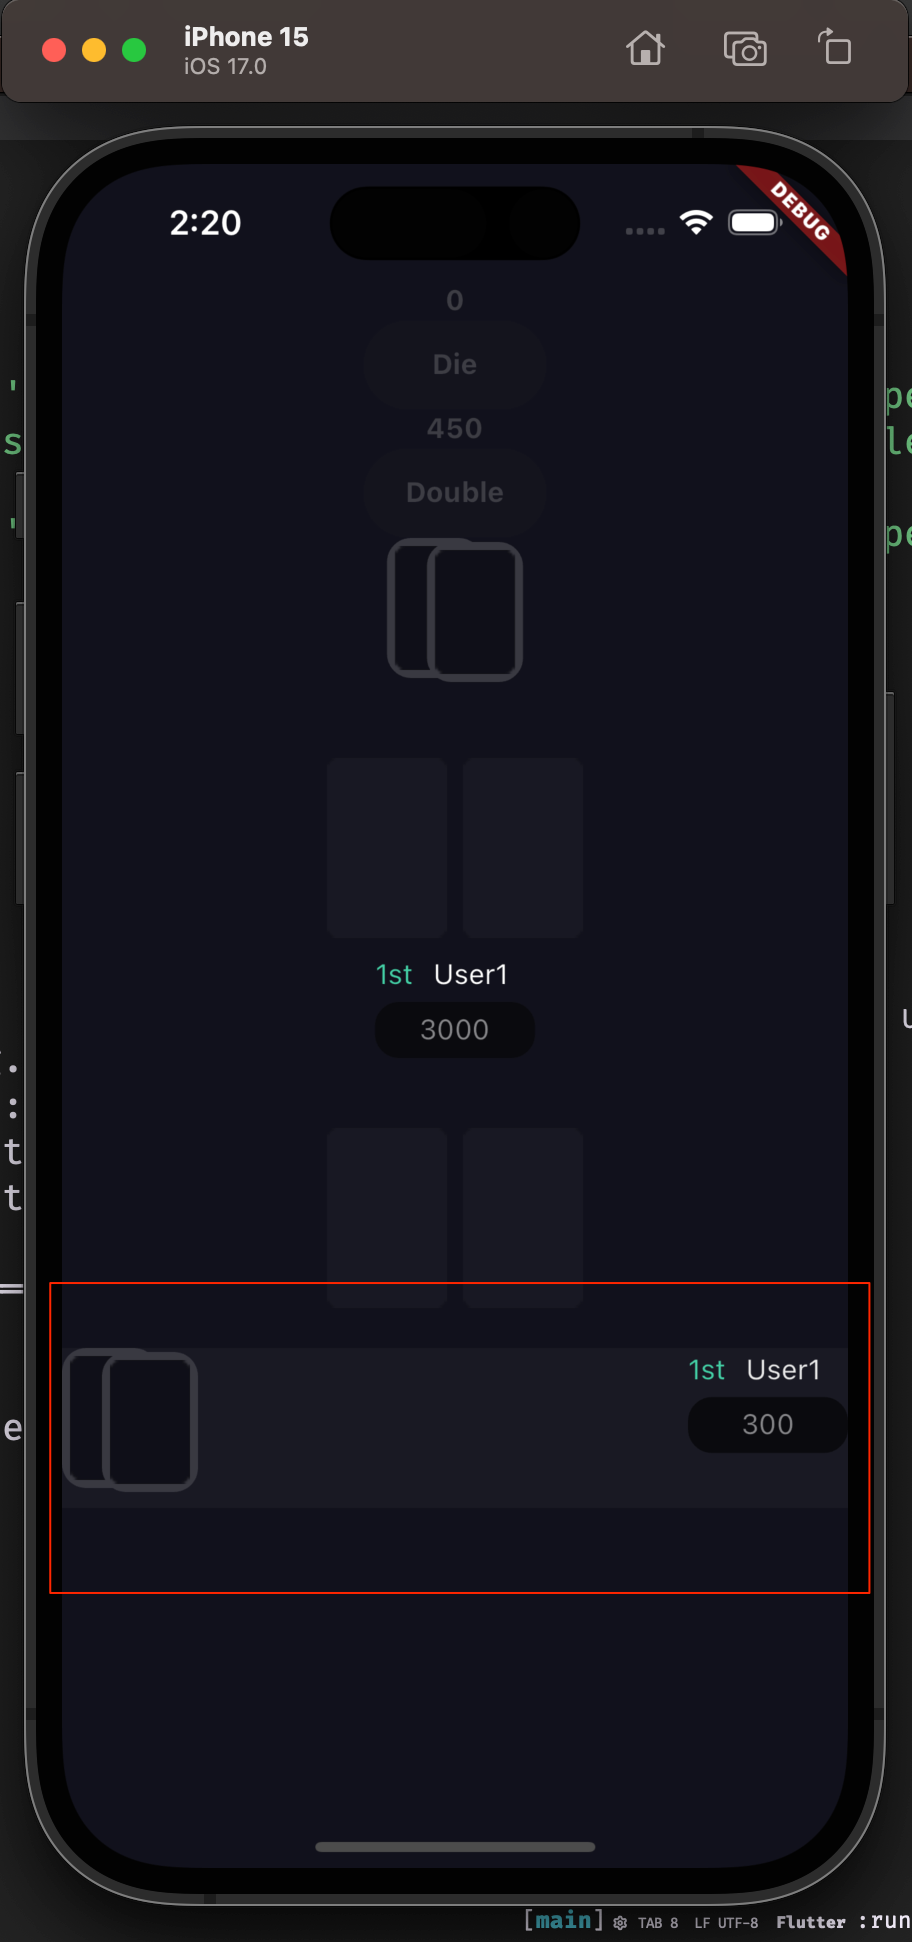 iPhone 15
iOS 17.0
2:20
DEBUG
0
Die
450
Double
1st User1
3000
1st User1
300
[main] TAB 8 LF UTF-8 Flutter :run